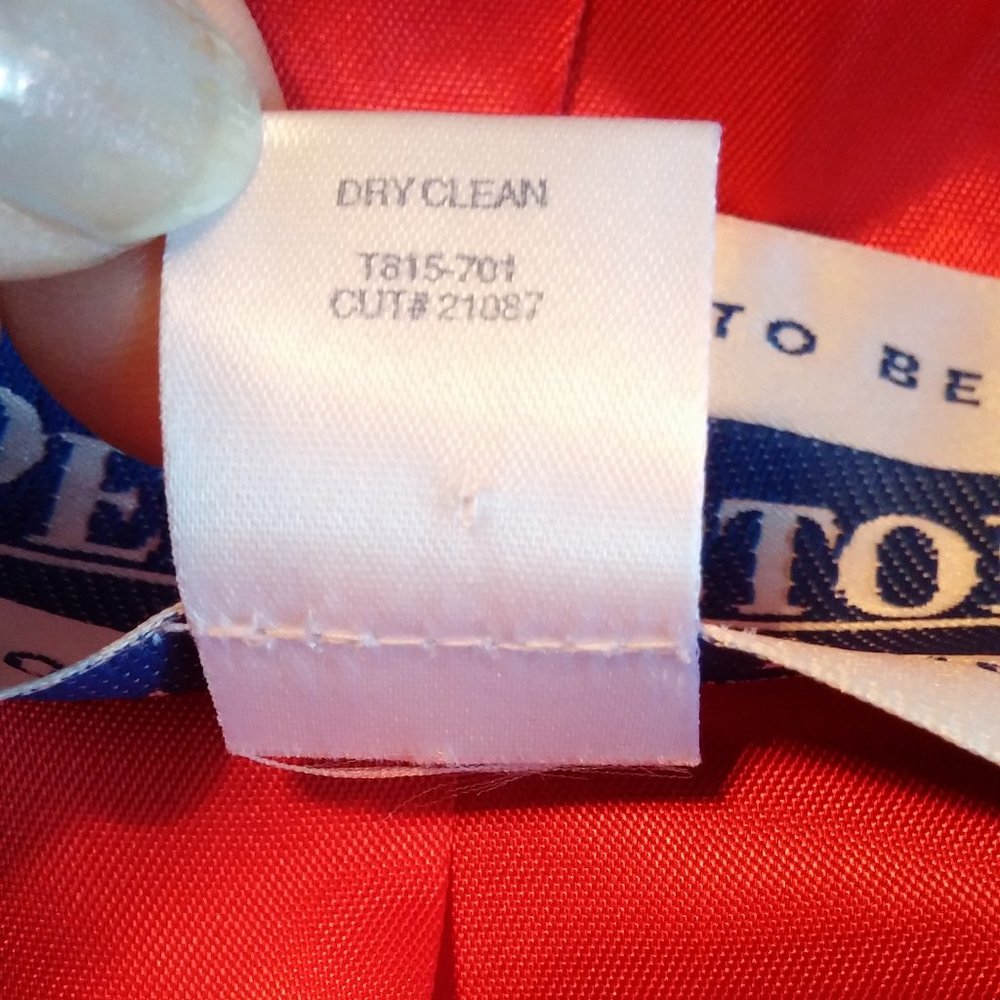 DRY CLEAN
T815-701
CUT# 21087
TO BE